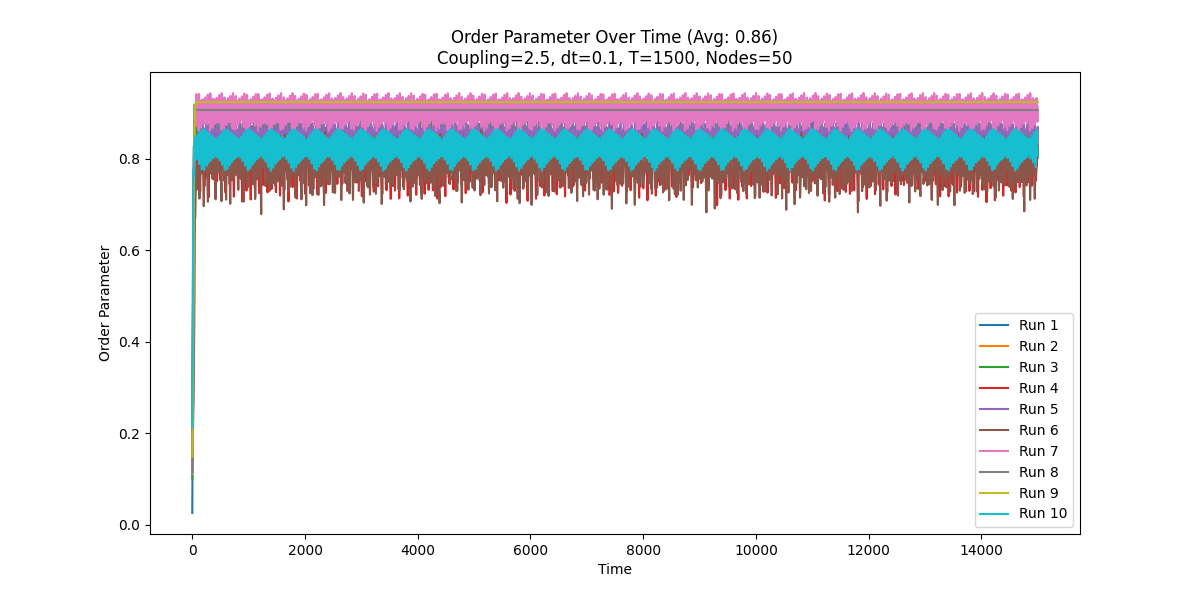 Order Parameter Over Time (Avg: 0.86)
Coupling=2.5, dt=0.1, T=1500, Nodes=50
Order Parameter
0.8
0.6
0.4
0.2
0.0
0 2000 4000 6000 8000 10000 12000 14000
Time
Run 1
Run 2
Run 3
Run 4
Run 5
Run 6
Run 7
Run 8
Run 9
Run 10